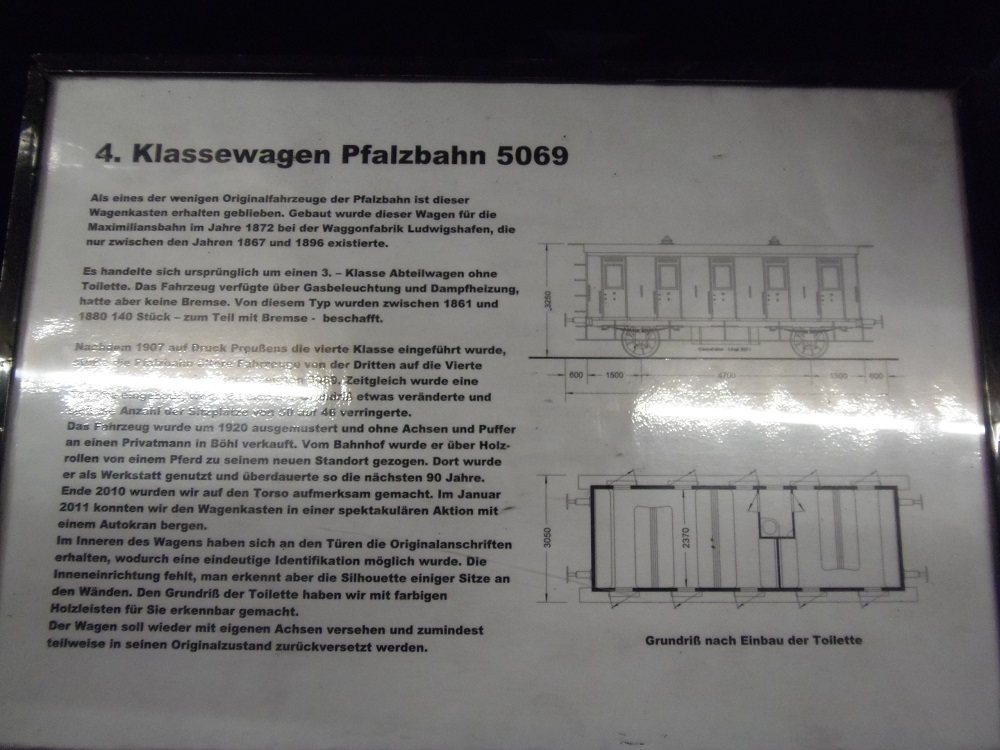 4. Klassewagen Pfalzbahn 5069
Als eines der wenigen Originalfahrzeuge der Pfalzbahn ist dieser
Wagenkasten erhalten geblieben. Gebaut wurde dieser Wagen für die
Maximiliansbahn im Jahre 1872 bei der Waggonfabrik Ludwigshafen, die
nur zwischen den Jahren 1867 und 1896 existierte.
Es handelte sich ursprünglich um einen 3. – Klasse Abteilwagen ohne
Toilette. Das Fahrzeug verfügte über Gasbeleuchtung und Dampfheizung,
hatte aber keine Bremse. Von diesem Typ wurden zwischen 1861 und
1880 140 Stück – zum Teil mit Bremse - beschafft.
Nachdem 1907 auf Druck Preußens die vierte Klasse eingeführt wurde,
die Pfalzbahn ältere Fahrzeuge von der Dritten auf die Vierte
Zeitgleich wurde eine
etwas veränderte und
Anzahl der Sitzplätze von 50 auf 46 verringerte.
Das Fahrzeug wurde um 1920 ausgemustert und ohne Achsen und Puffer
an einen Privatmann in Böhl verkauft. Vom Bahnhof wurde er über Holz-
rollen von einem Pferd zu seinem neuen Standort gezogen. Dort wurde
er als Werkstatt genutzt und überdauerte so die nächsten 90 Jahre.
Ende 2010 wurden wir auf den Torso aufmerksam gemacht. Im Januar
2011 konnten wir den Wagenkasten in einer spektakulären Aktion mit
einem Autokran bergen.
Im Inneren des Wagens haben sich an den Türen die Originalanschriften
erhalten, wodurch eine eindeutige Identifikation möglich wurde. Die
Inneneinrichtung fehlt, man erkennt aber die Silhouette einiger Sitze an
den Wänden. Den Grundriß der Toilette haben wir mit farbigen
Holzleisten für Sie erkennbar gemacht.
Der Wagen soll wieder mit eigenen Achsen versehen und zumindest
teilweise in seinen Originalzustand zurückversetzt werden.
3250
600 1500 4700 1500 600
3050
2370
Grundriß nach Einbau der Toilette